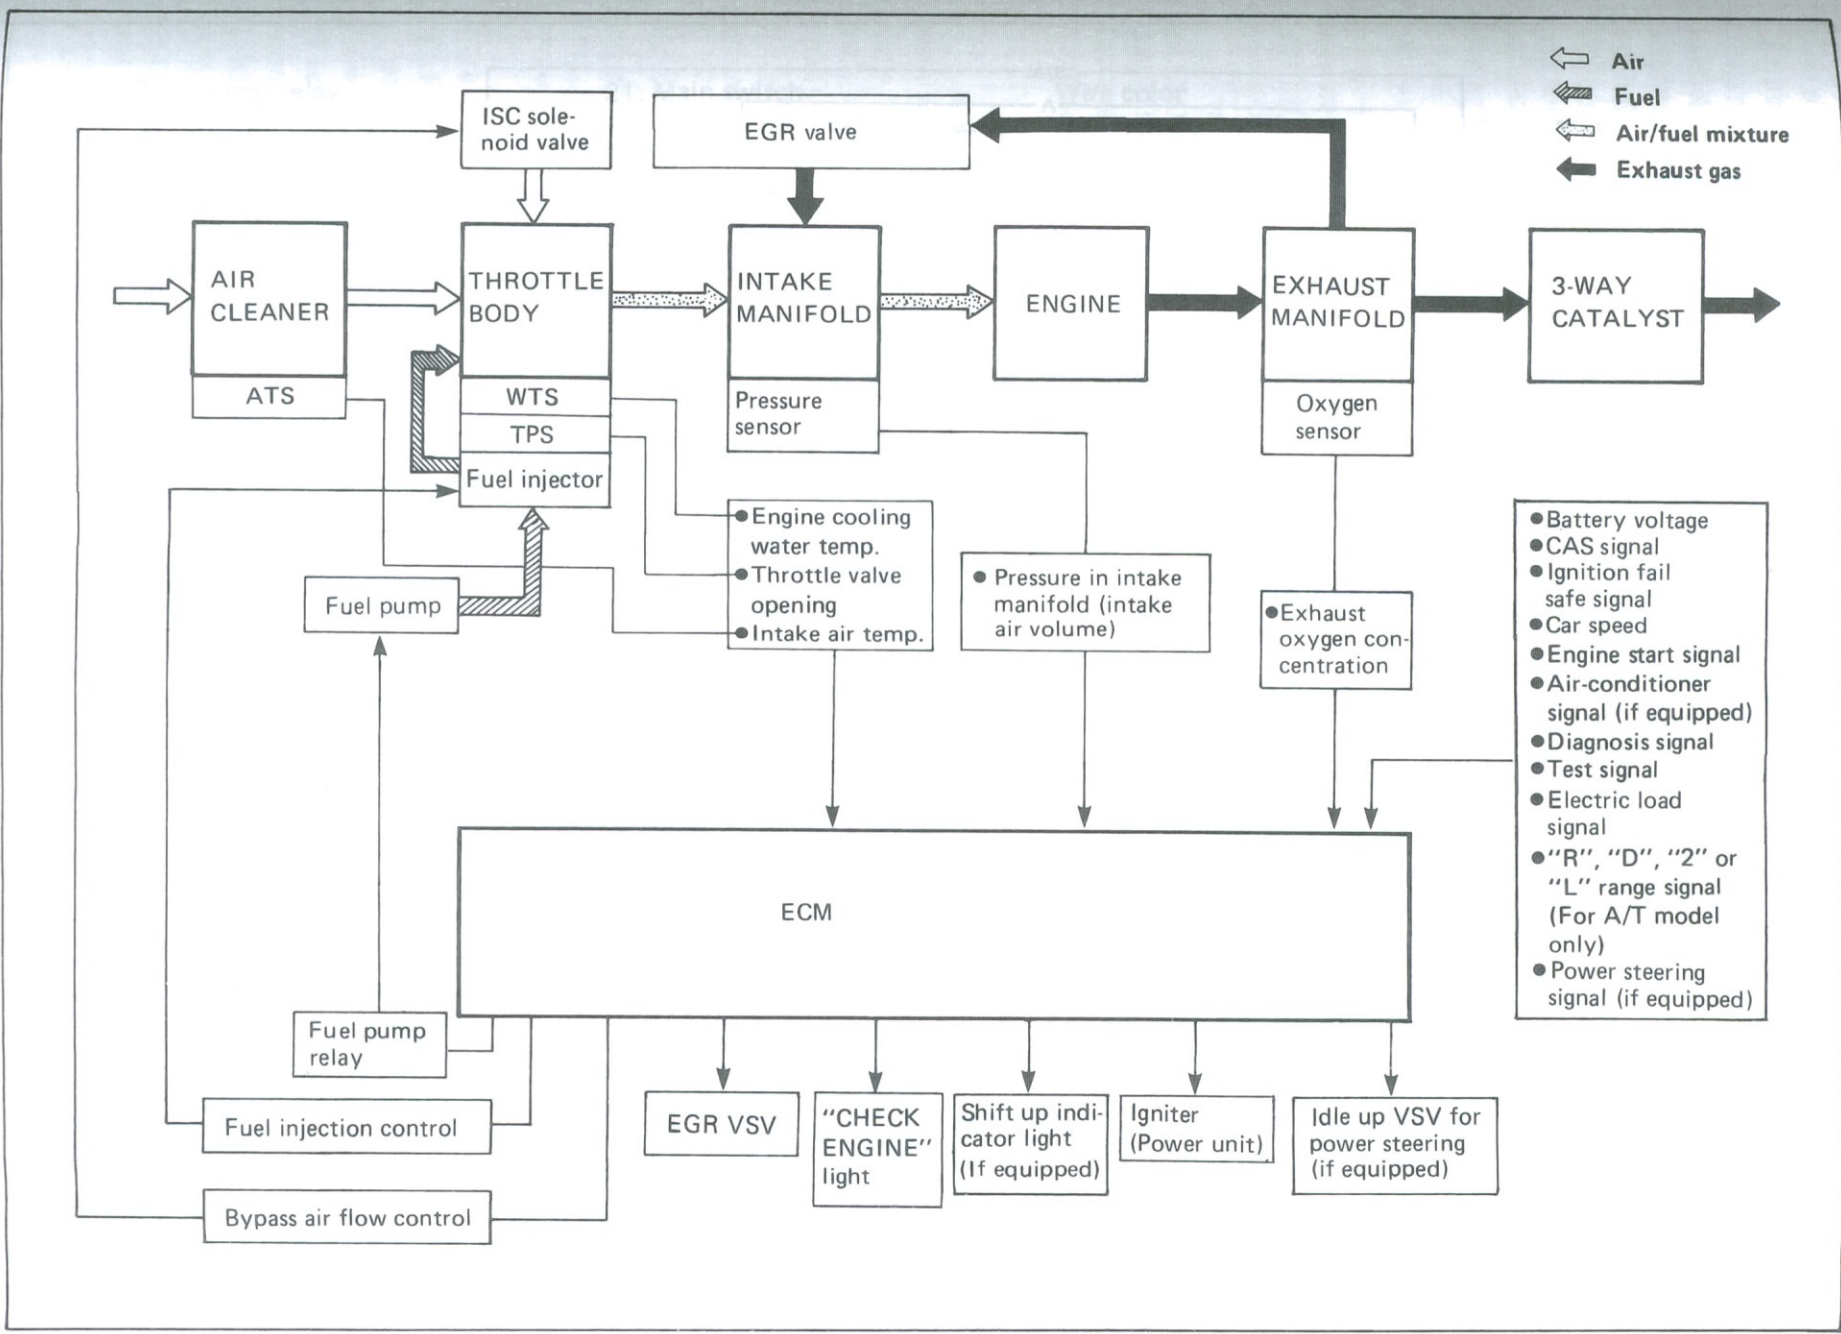 Air
Fuel
Air/fuel mixture
Exhaust gas
ISC sole-
noid valve
EGR valve
AIR
CLEANER
THROTTLE
BODY
INTAKE
MANIFOLD
ENGINE
EXHAUST
MANIFOLD
3-WAY
CATALYST
ATS
WTS
TPS
Fuel injector
Pressure
sensor
Oxygen
sensor
Fuel pump
●Engine cooling
water temp.
●Throttle valve
opening
●Intake air temp.
● Pressure in intake
manifold (intake
air volume)
●Exhaust
oxygen con-
centration
●Battery voltage
●CAS signal
●Ignition fail
safe signal
●Car speed
●Engine start signal
●Air-conditioner
signal (if equipped)
●Diagnosis signal
●Test signal
●Electric load
signal
●“R”, “D”, “2” or
“L” range signal
(For A/T model
only)
●Power steering
signal (if equipped)
ECM
Fuel pump
relay
Fuel injection control
Bypass air flow control
EGR VSV
“CHECK
ENGINE”
light
Shift up indi-
cator light
(If equipped)
Igniter
(Power unit)
Idle up VSV for
power steering
(if equipped)